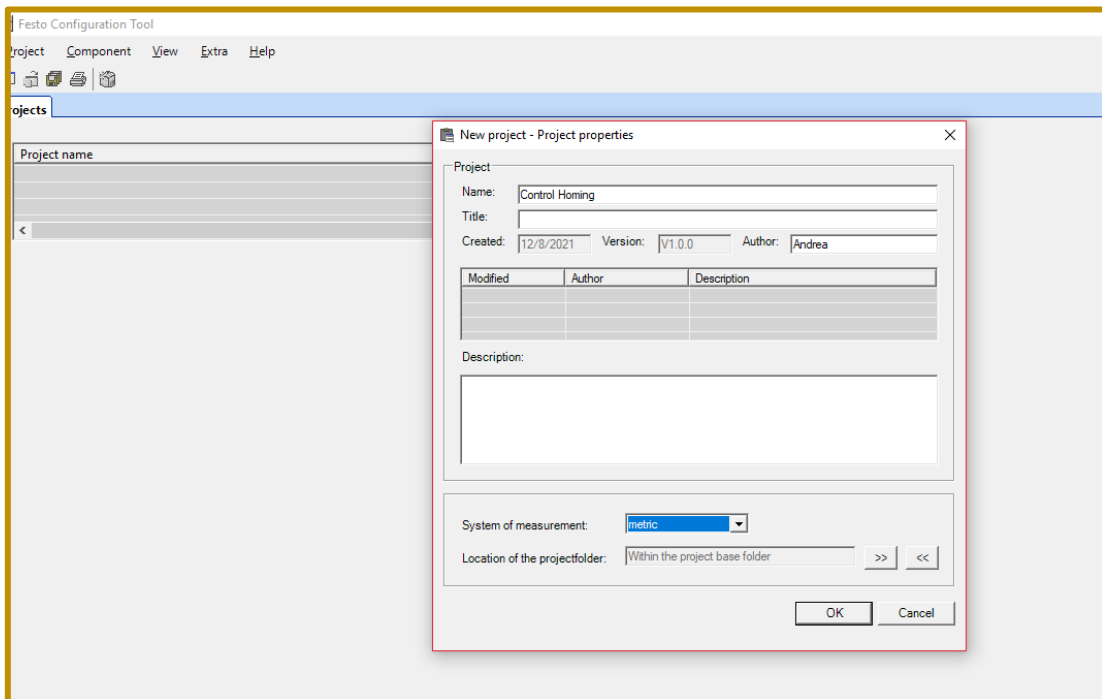 Festo Configuration Tool
Project Component View Extra Help
Projects
Project name
New project - Project properties
Project
Name: Control Homing
Title:
Created: 12/8/2021 Version: V1.0.0 Author: Andrea
Modified Author Description
Description:
System of measurement: metric
Location of the projectfolder: Within the project base folder >> <<
OK Cancel